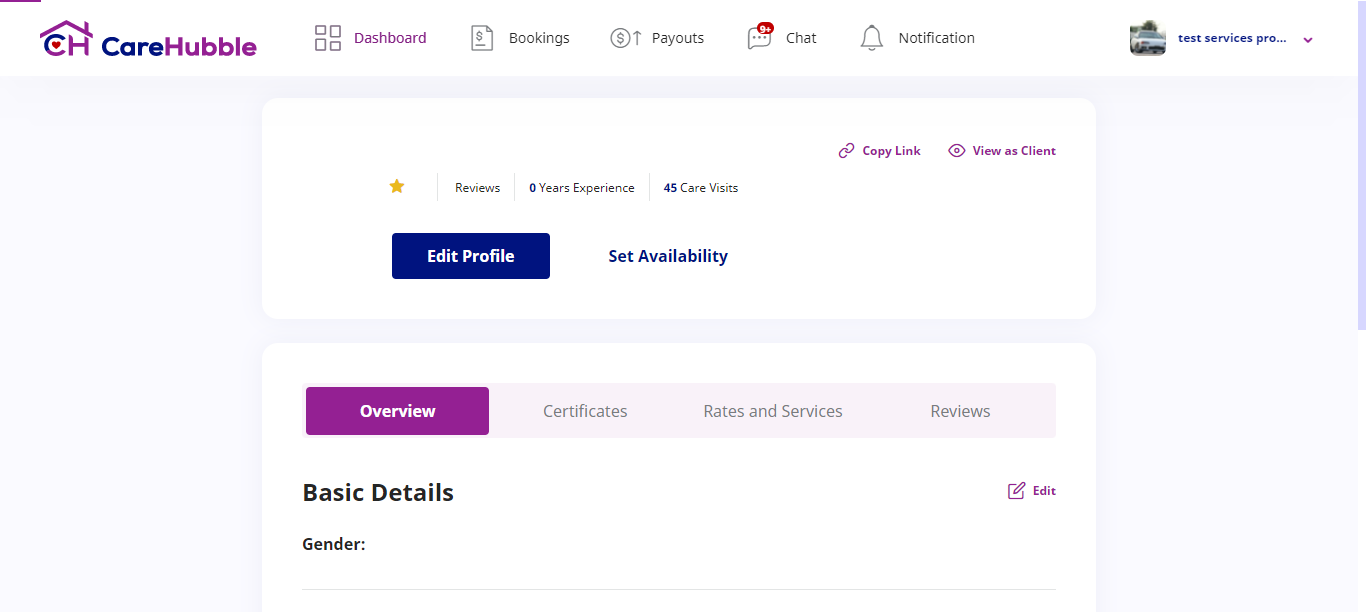 CH CareHubble
Dashboard
Bookings
Payouts
9+
Chat
Notification
test services pro...
Copy Link
View as Client
Reviews
0 Years Experience
45 Care Visits
Edit Profile
Set Availability
Overview
Certificates
Rates and Services
Reviews
Basic Details
Edit
Gender: